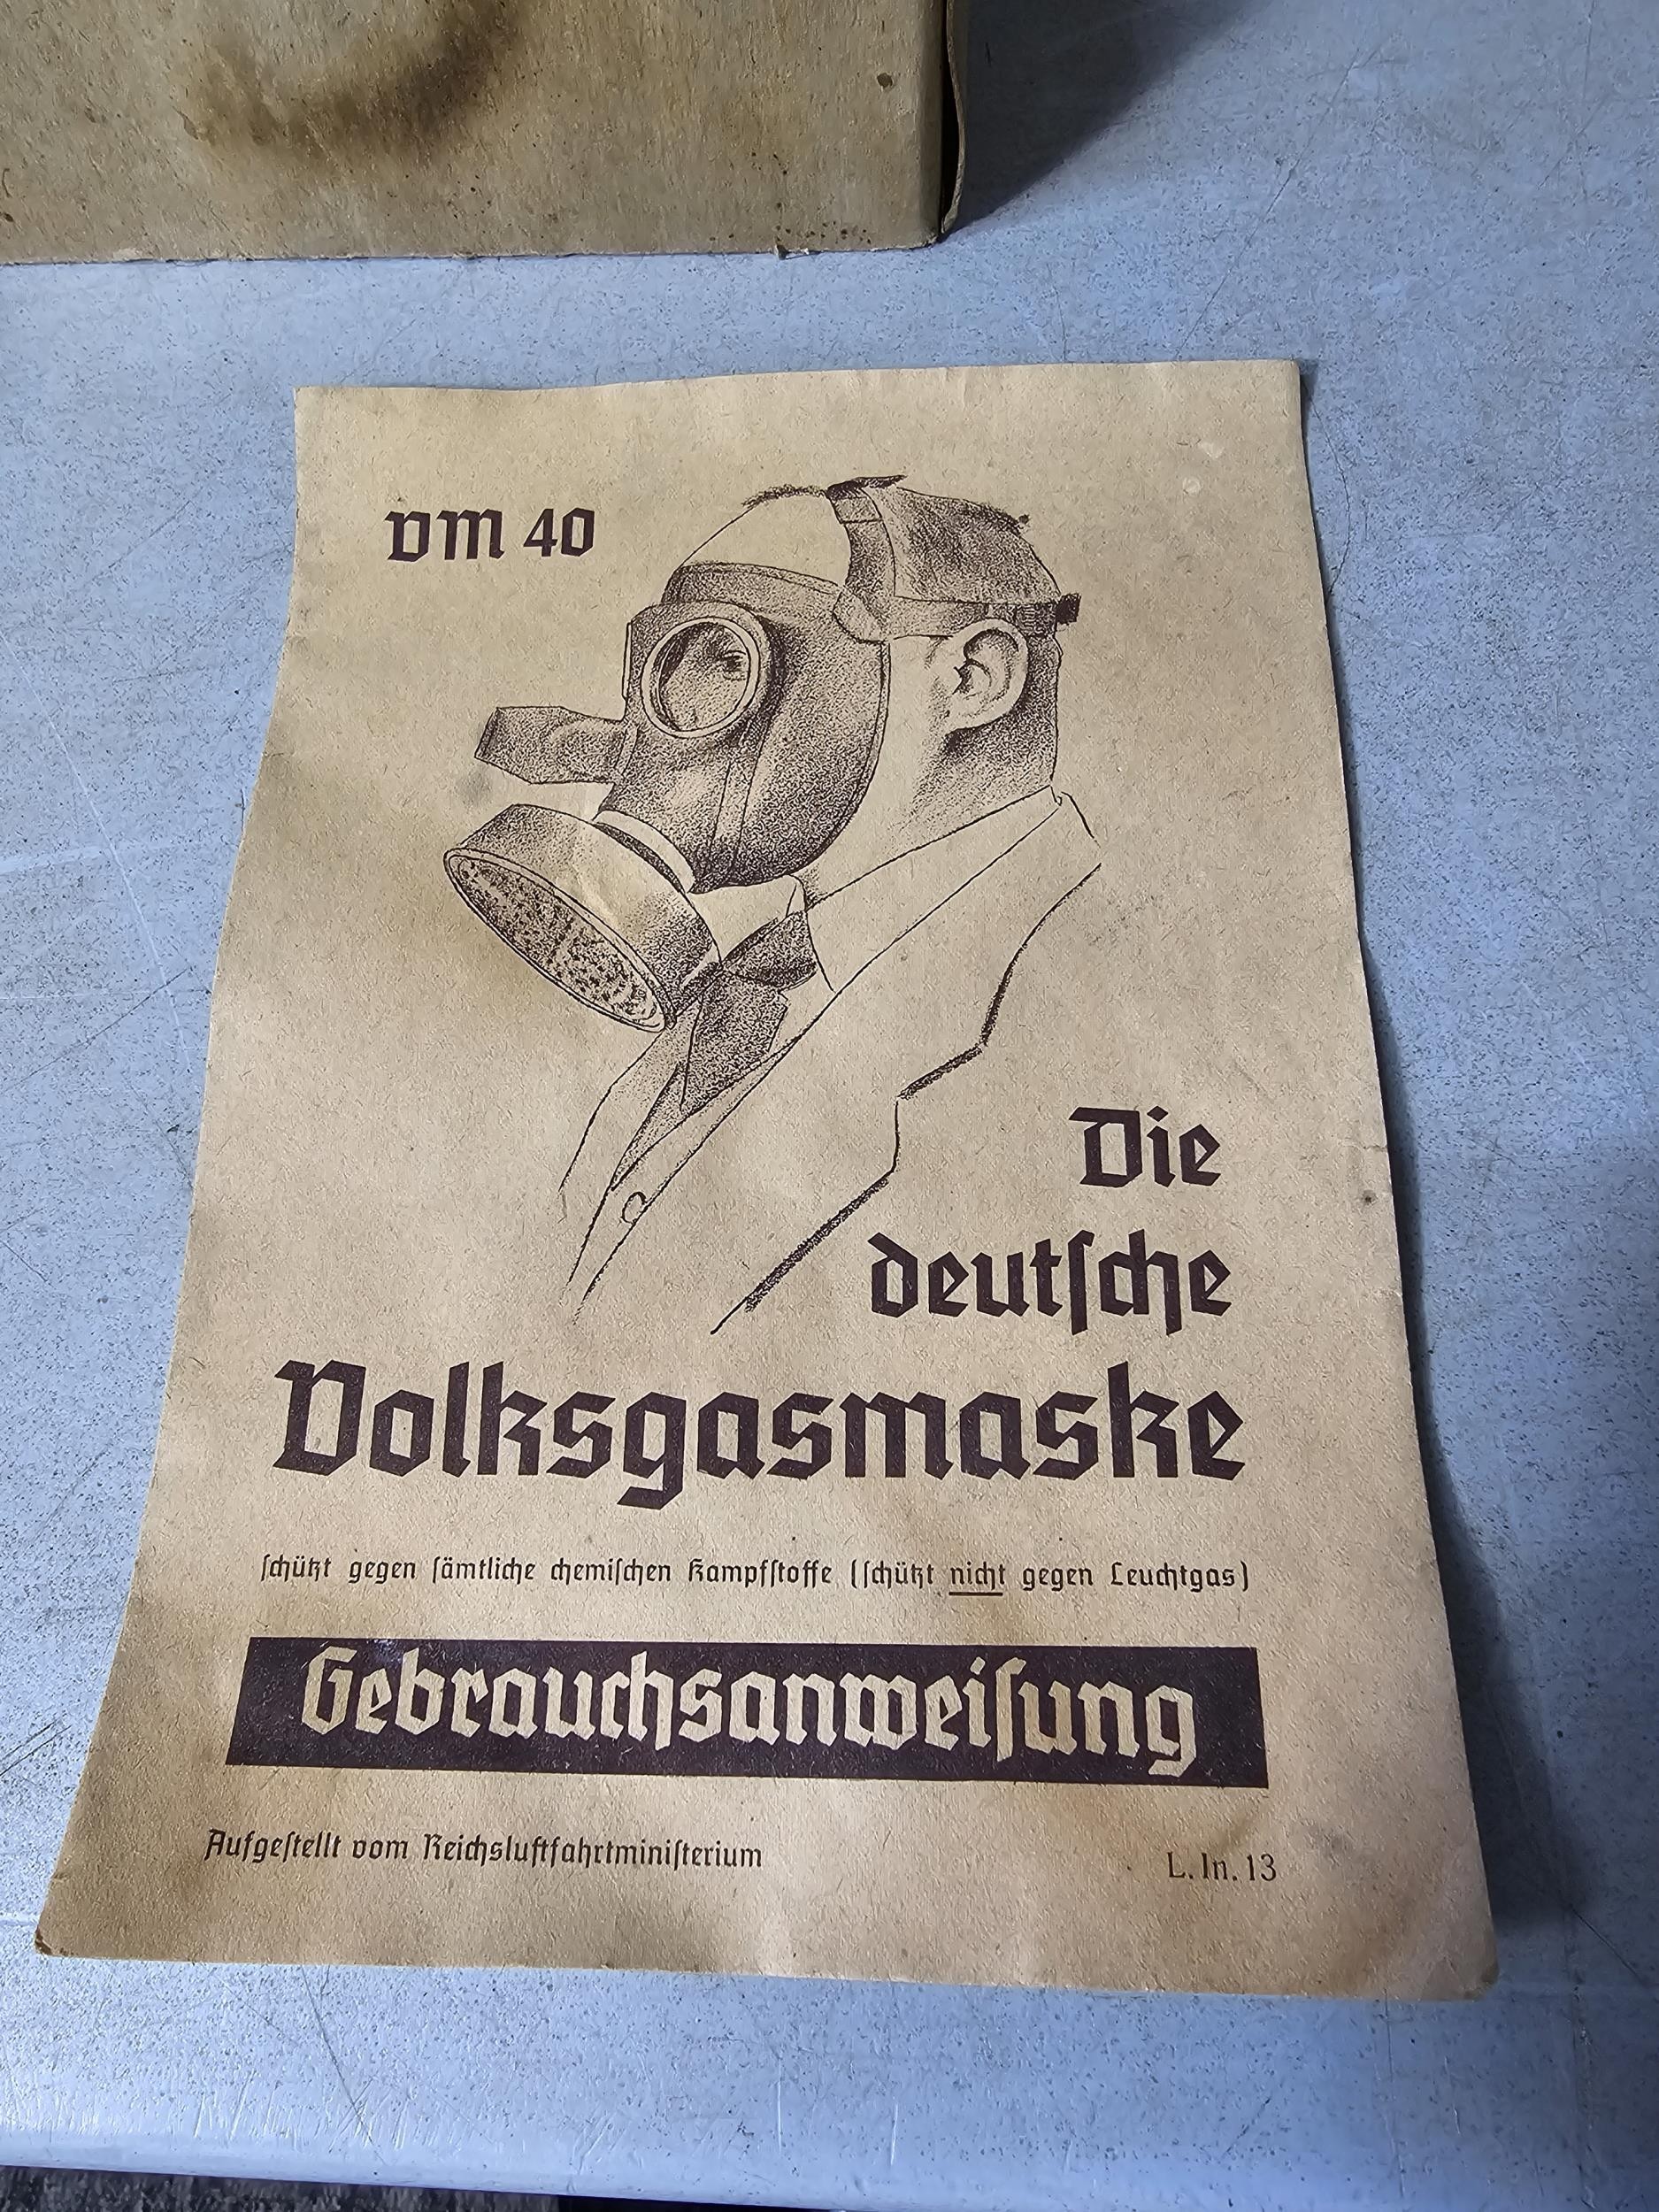 VM 40
Die
deutſche
Volksgasmaske
ſchützt gegen ſämtliche chemiſchen Kampfſtoffe (ſchützt nicht gegen Leuchtgas)
Gebrauchsanweiſung
Aufgeſtellt vom Reichsluftfahrtminiſterium
L. In. 13